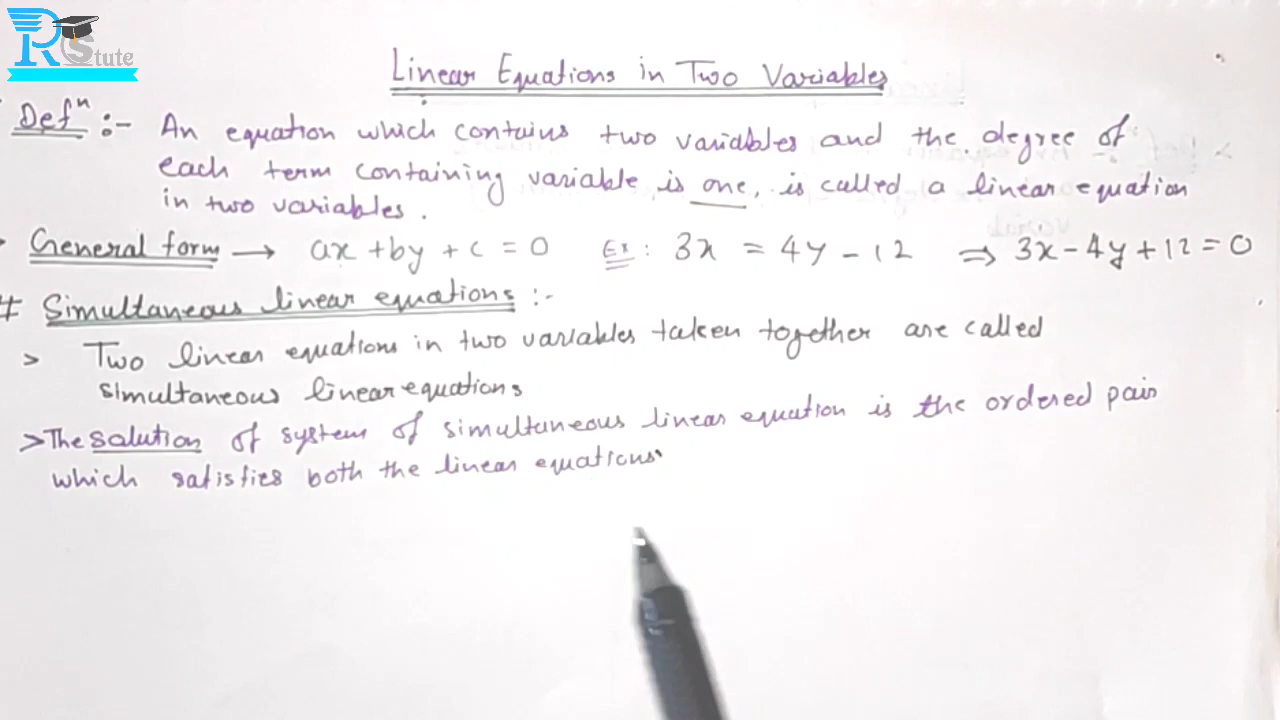 RStute
Linear Equations in Two Variables
Defⁿ :- An equation which contains two variables and the degree of
each term containing variable is one, is called a linear equation
in two variables.
General form → ax + by + c = 0 Ex: 3x = 4y - 12 ⇒ 3x - 4y + 12 = 0
# Simultaneous linear equations :-
> Two linear equations in two variables taken together are called
simultaneous linear equations
> The solution of system of simultaneous linear equation is the ordered pair
which satisfies both the linear equations.